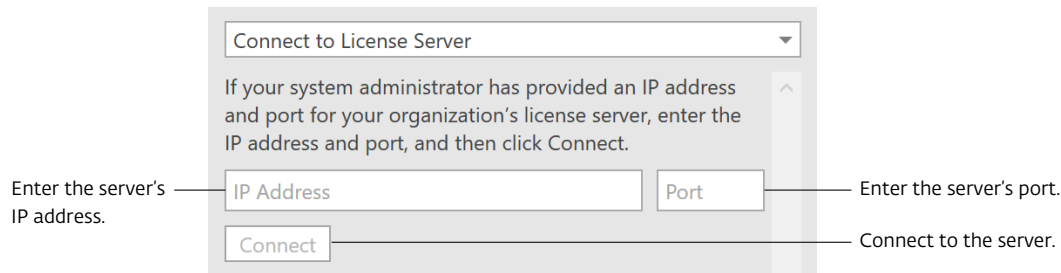 Connect to License Server
If your system administrator has provided an IP address
and port for your organization's license server, enter the
IP address and port, and then click Connect.
Enter the server's
IP address.
IP Address
Port
Enter the server's port.
Connect
Connect to the server.